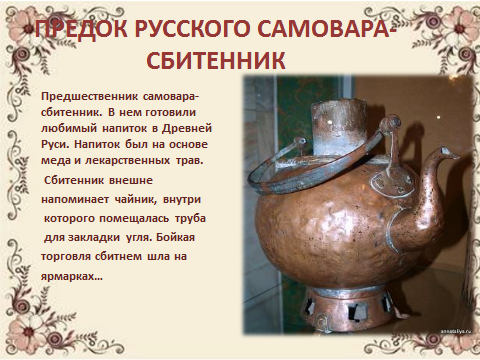 ПРЕДОК РУССКОГО САМОВАРА-
СБИТЕННИК
Предшественник самовара-
сбитенник. В нем готовили
любимый напиток в Древней
Руси. Напиток был на основе
меда и лекарственных трав.
Сбитенник внешне
напоминает чайник, внутри
которого помещалась труба
для закладки угля. Бойкая
торговля сбитнем шла на
ярмарках…
annataliya.ru